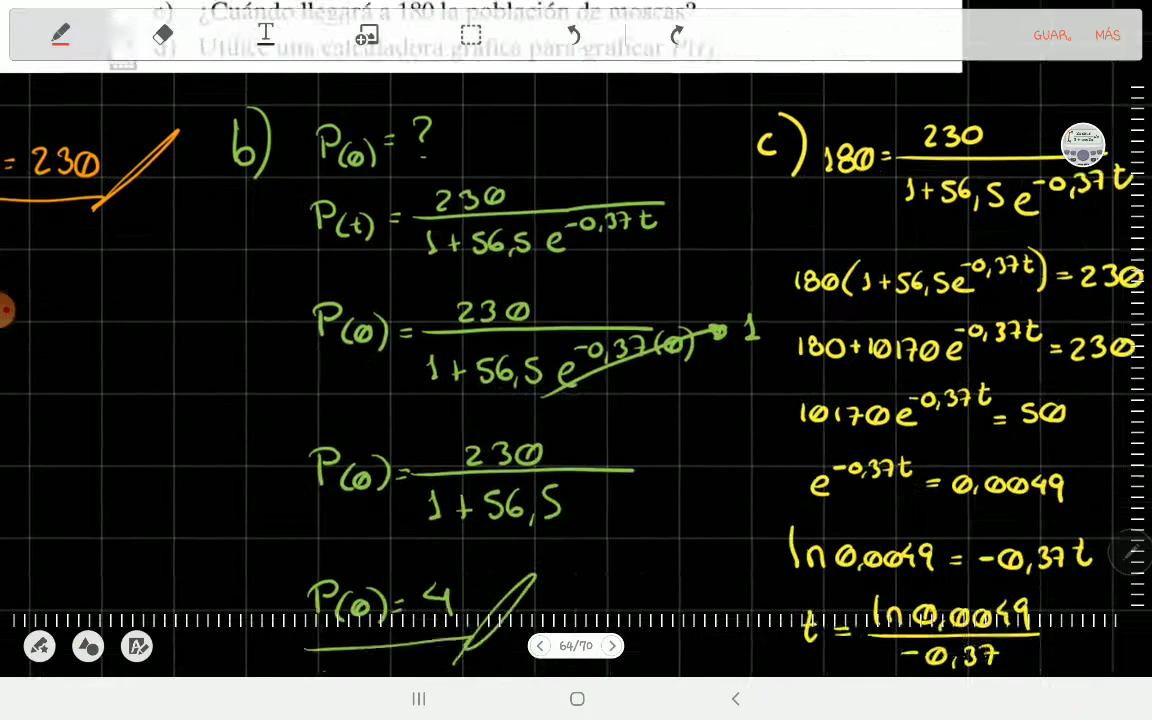 c) ¿Cuándo llegará a 180 la población de moscas?
d) Utilice una calculadora gráfica para graficar P(t).
T
GUAR.
MÁS
= 230
b) P(0) = ?
P(t) = 230 / 1 + 56,5 e^-0,37t
P(0) = 230 / 1 + 56,5 e^-0,37(0) → 1
P(0) = 230 / 1 + 56,5
P(0) = 4
c) 180 = 230 / 1 + 56,5 e^-0,37t
180(1 + 56,5e^-0,37t) = 230
180 + 10170e^-0,37t = 230
10170e^-0,37t = 50
e^-0,37t = 0,0049
ln 0,0049 = -0,37t
t = ln 0,0049 / -0,37
64/70